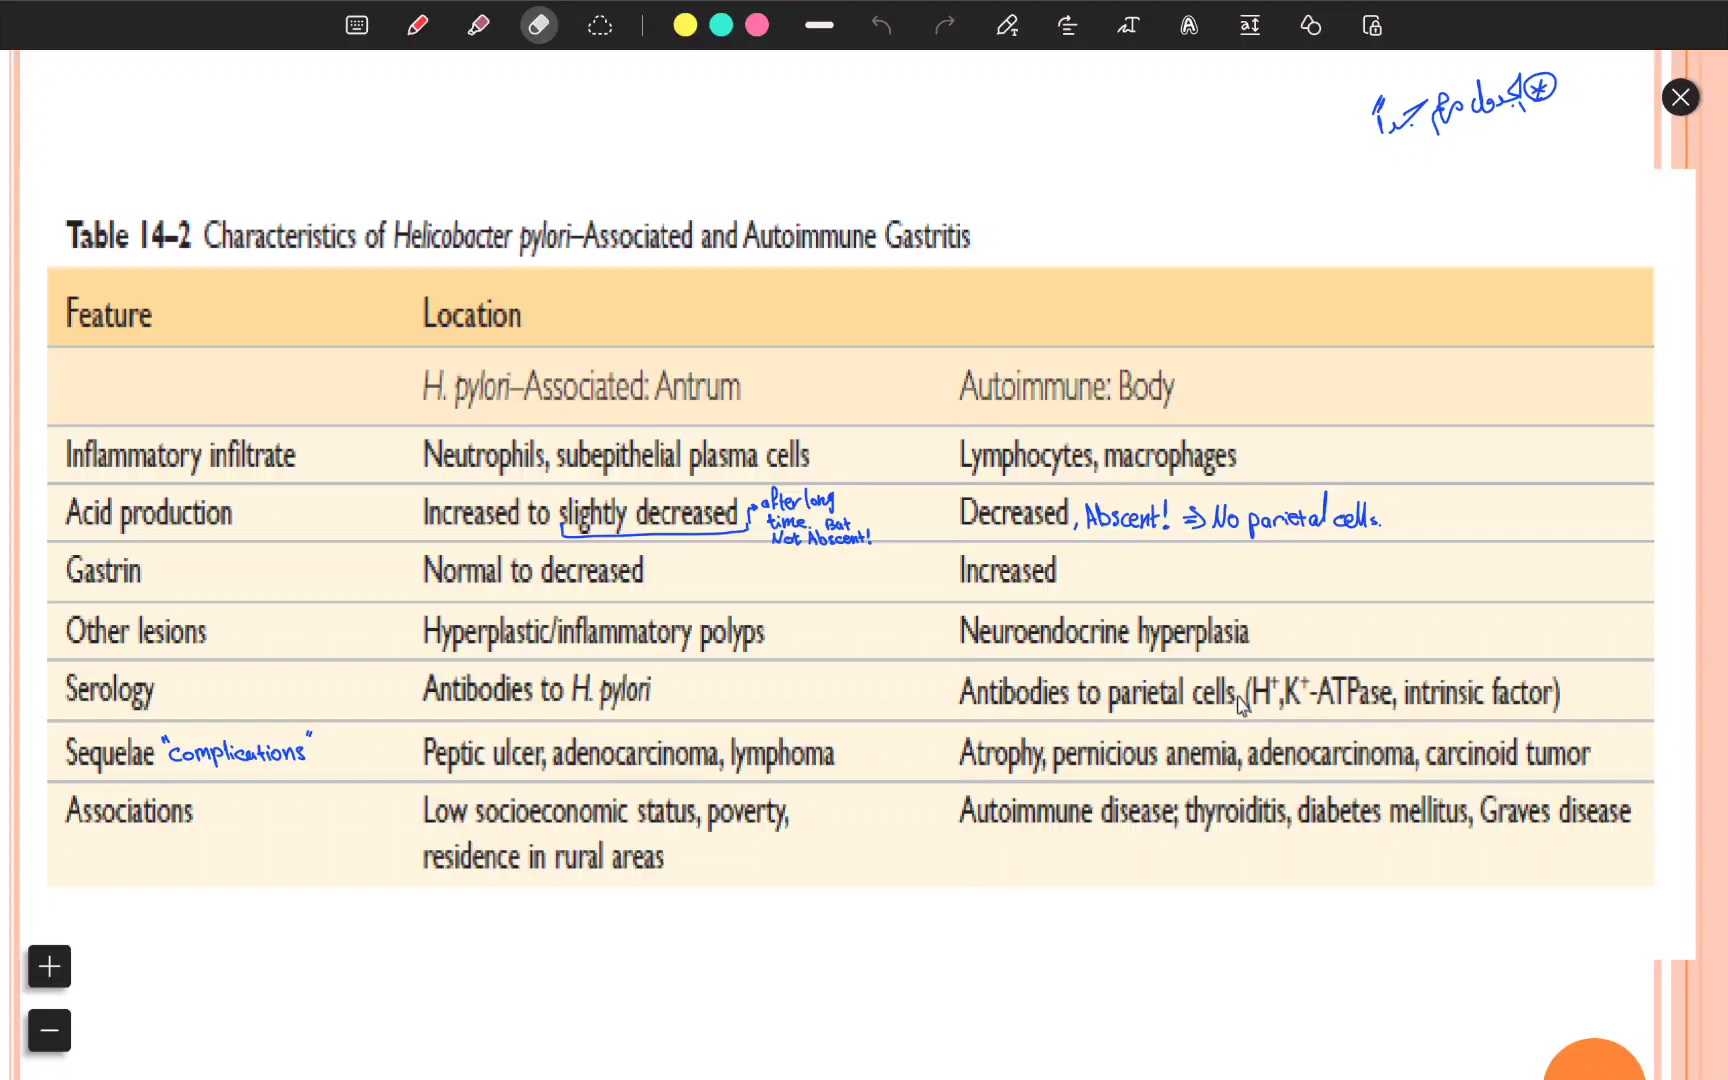 الجدول مهم جداً
Table 14–2 Characteristics of Helicobacter pylori–Associated and Autoimmune Gastritis
Feature Location
H. pylori–Associated: Antrum Autoimmune: Body
Inflammatory infiltrate Neutrophils, subepithelial plasma cells Lymphocytes, macrophages
Acid production Increased to slightly decreased after long time. But Not Abscent! Decreased , Abscent! ⇒ No parietal cells.
Gastrin Normal to decreased Increased
Other lesions Hyperplastic/inflammatory polyps Neuroendocrine hyperplasia
Serology Antibodies to H. pylori Antibodies to parietal cells (H+,K+-ATPase, intrinsic factor)
Sequelae "complications" Peptic ulcer, adenocarcinoma, lymphoma Atrophy, pernicious anemia, adenocarcinoma, carcinoid tumor
Associations Low socioeconomic status, poverty, Autoimmune disease; thyroiditis, diabetes mellitus, Graves disease
residence in rural areas